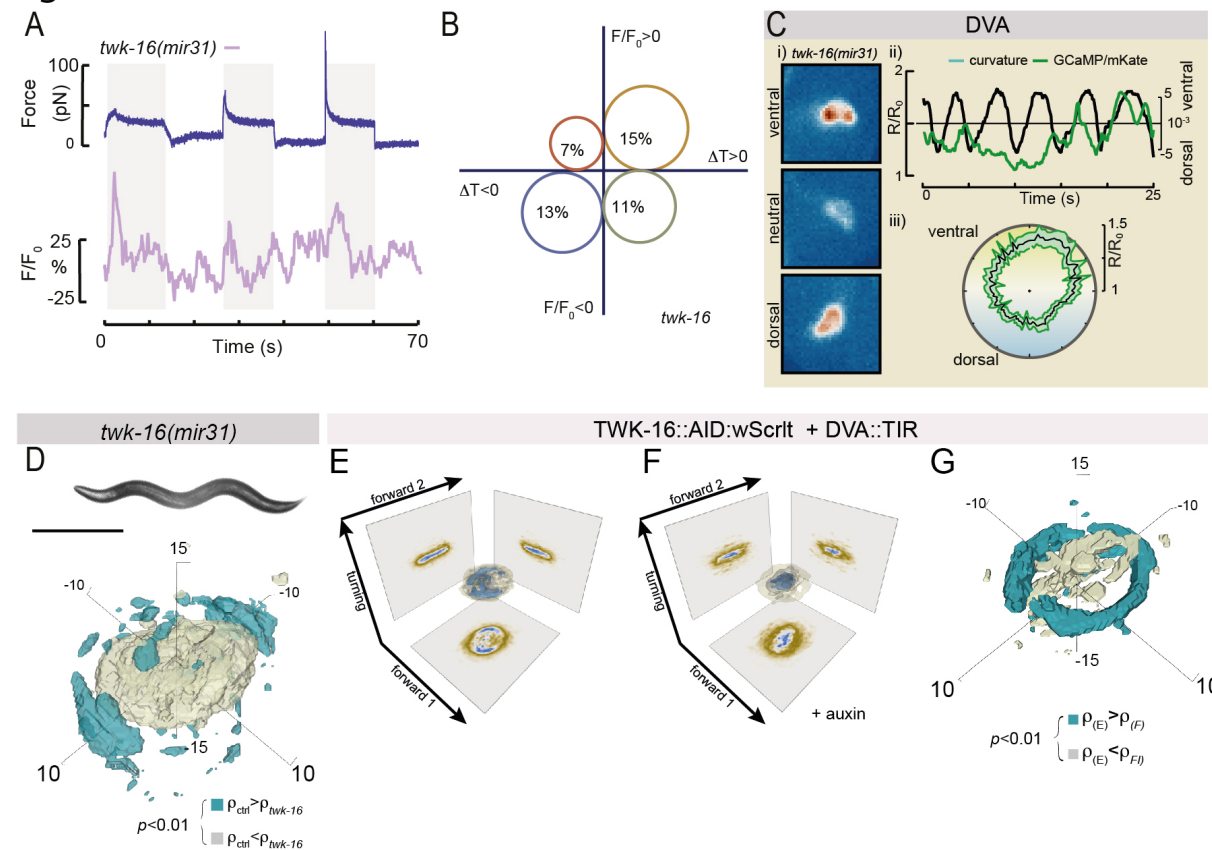 A
twk-16(mir31)
100
Force
(pN)
0
25
F/F0
%
-25
0
70
Time (s)
B
F/F0>0
15%
7%
ΔT>0
ΔT<0
13%
11%
F/F0<0
twk-16
C
DVA
i) twk-16(mir31)
ventral
neutral
dorsal
ii)
curvature
GCaMP/mKate
2
R/R0
1
5
10-3
-5
dorsal ventral
0
Time (s)
25
iii)
ventral
dorsal
1.5
R/R0
1
twk-16(mir31)
TWK-16::AID:wScrlt + DVA::TIR
D
15
-10
-10
-15
10
10
p<0.01
ρctrl>ρtwk-16
ρctrl<ρtwk-16
E
forward 2
turning
forward 1
F
forward 2
turning
forward 1
+ auxin
G
15
-10
-10
-15
10
p<0.01
ρ(E)>ρ(F)
ρ(E)<ρFI)